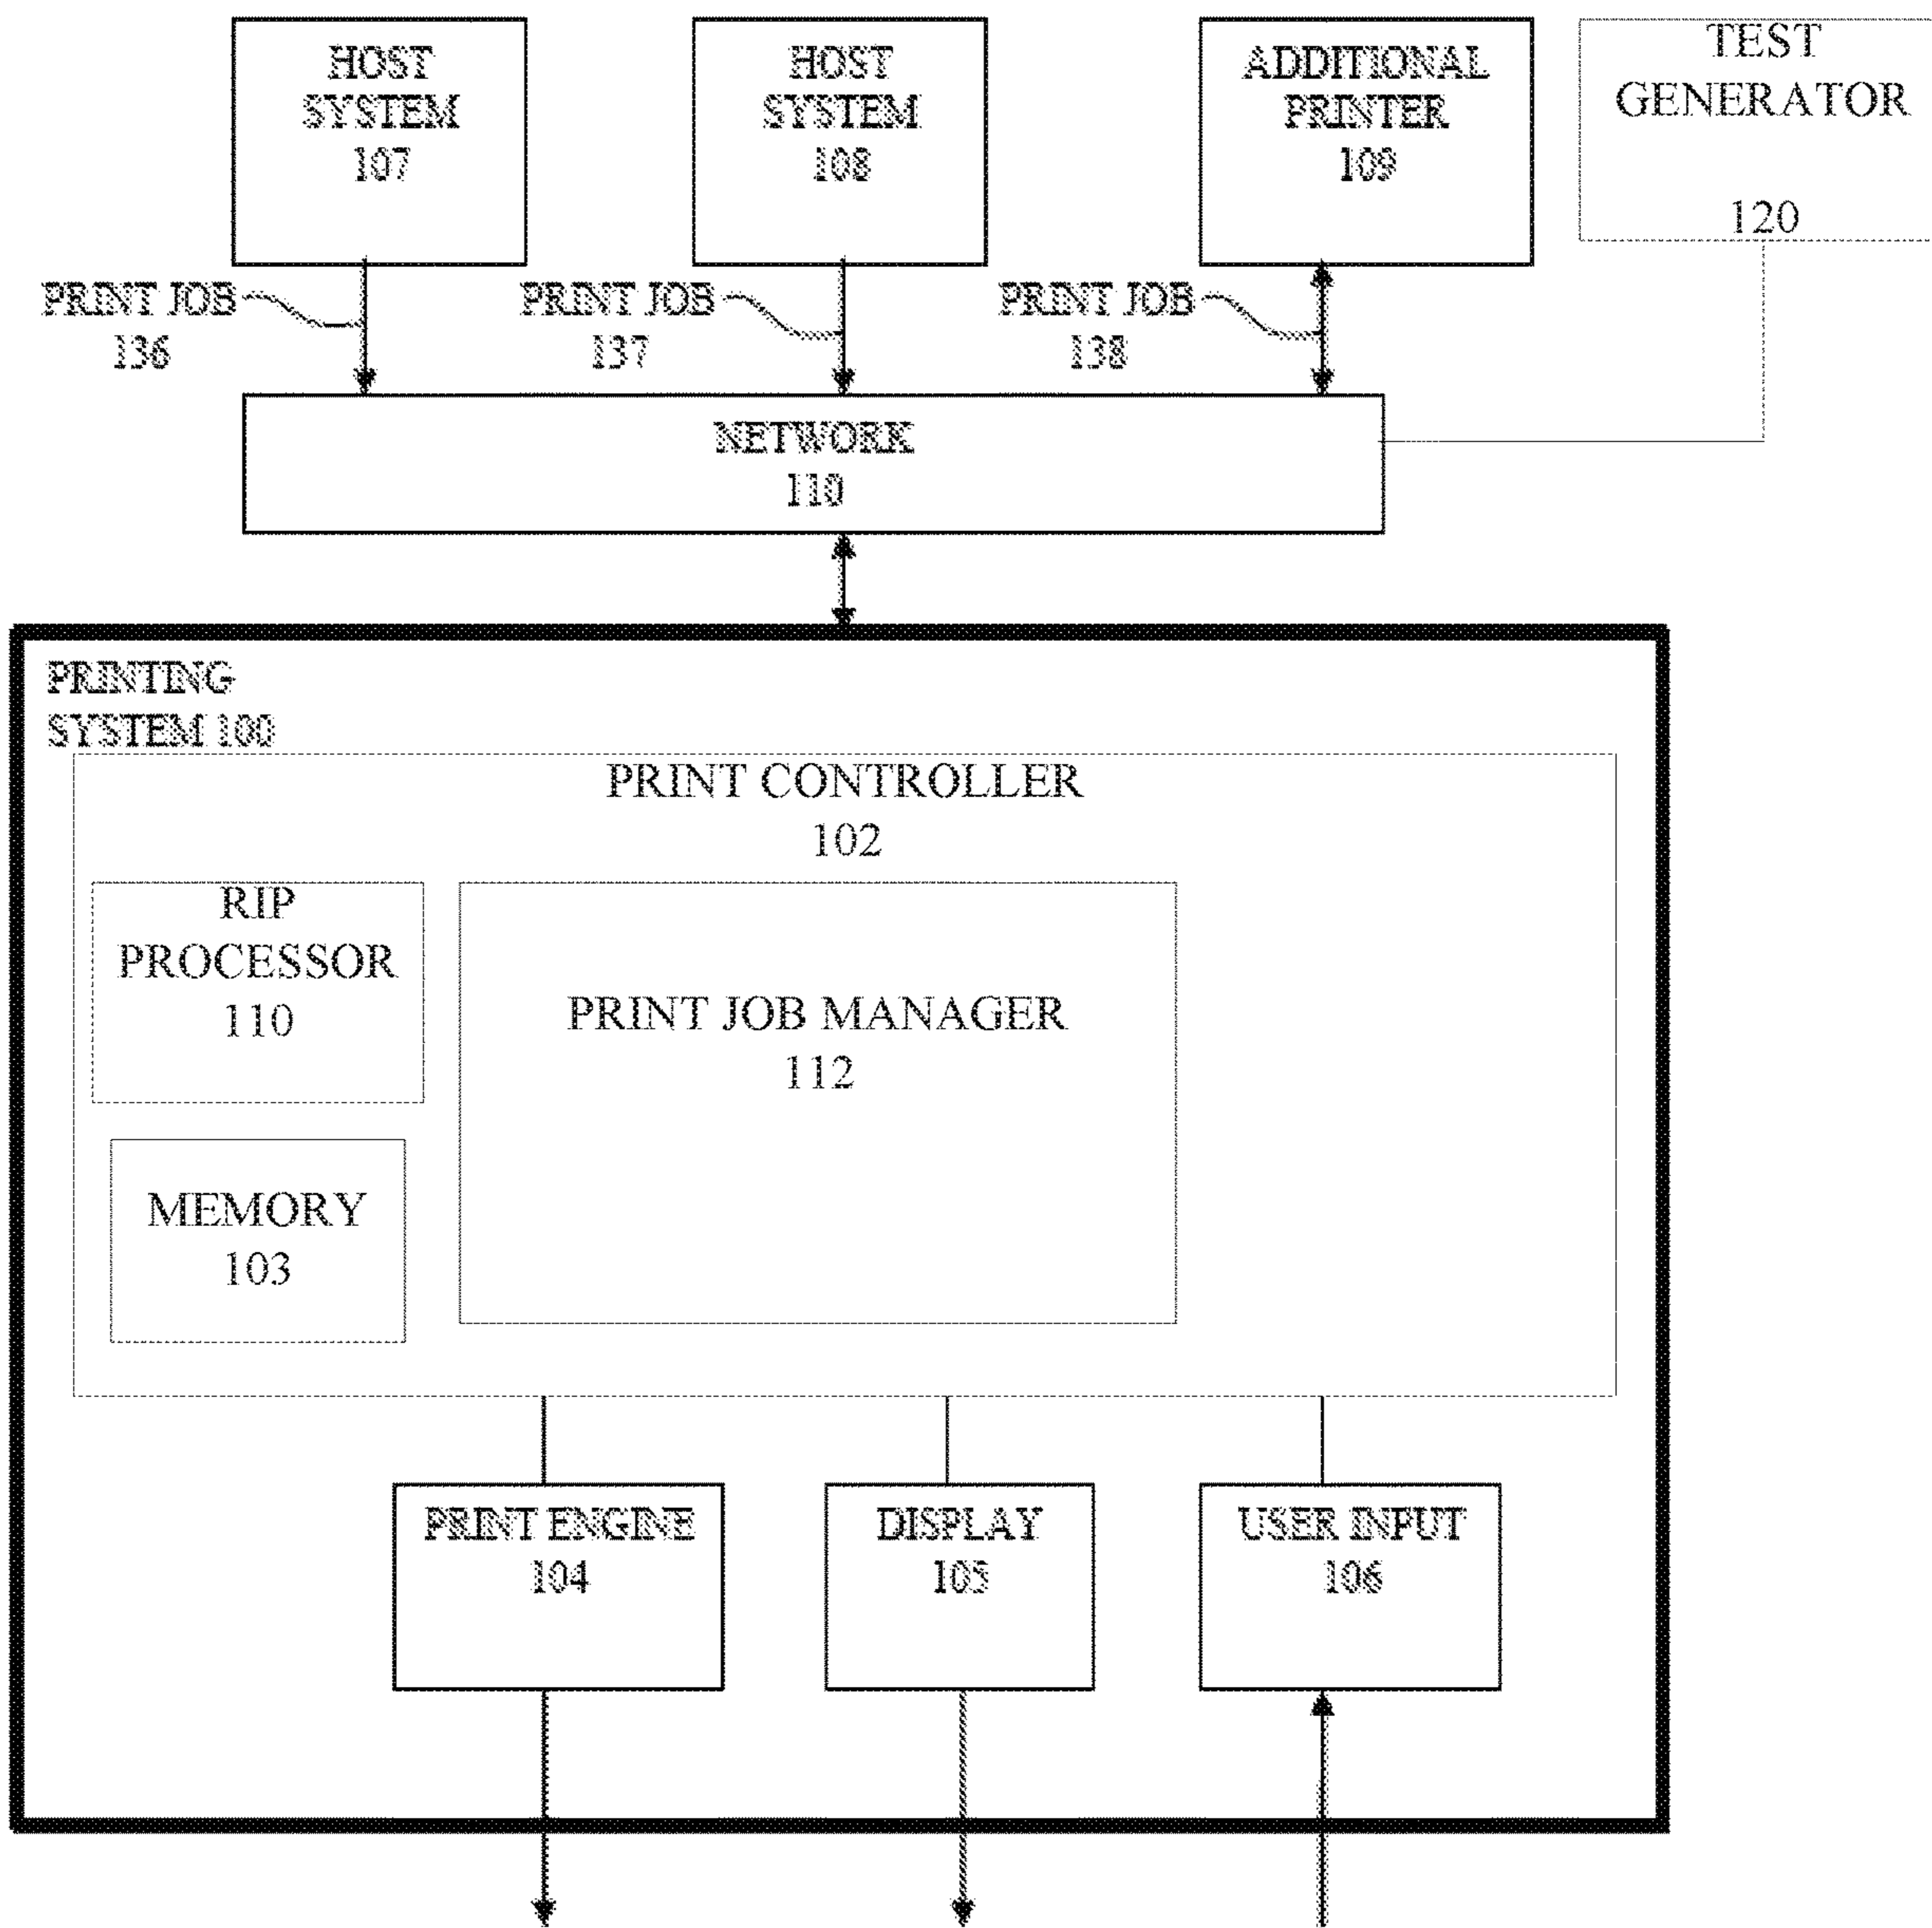 HOST
SYSTEM
107
HOST
SYSTEM
108
ADDITIONAL
PRINTER
109
TEST
GENERATOR
120
PRINT JOB
136
PRINT JOB
137
PRINT JOB
138
NETWORK
110
PRINTING
SYSTEM 100
PRINT CONTROLLER
102
RIP
PROCESSOR
110
PRINT JOB MANAGER
112
MEMORY
103
PRINT ENGINE
104
DISPLAY
105
USER INPUT
106